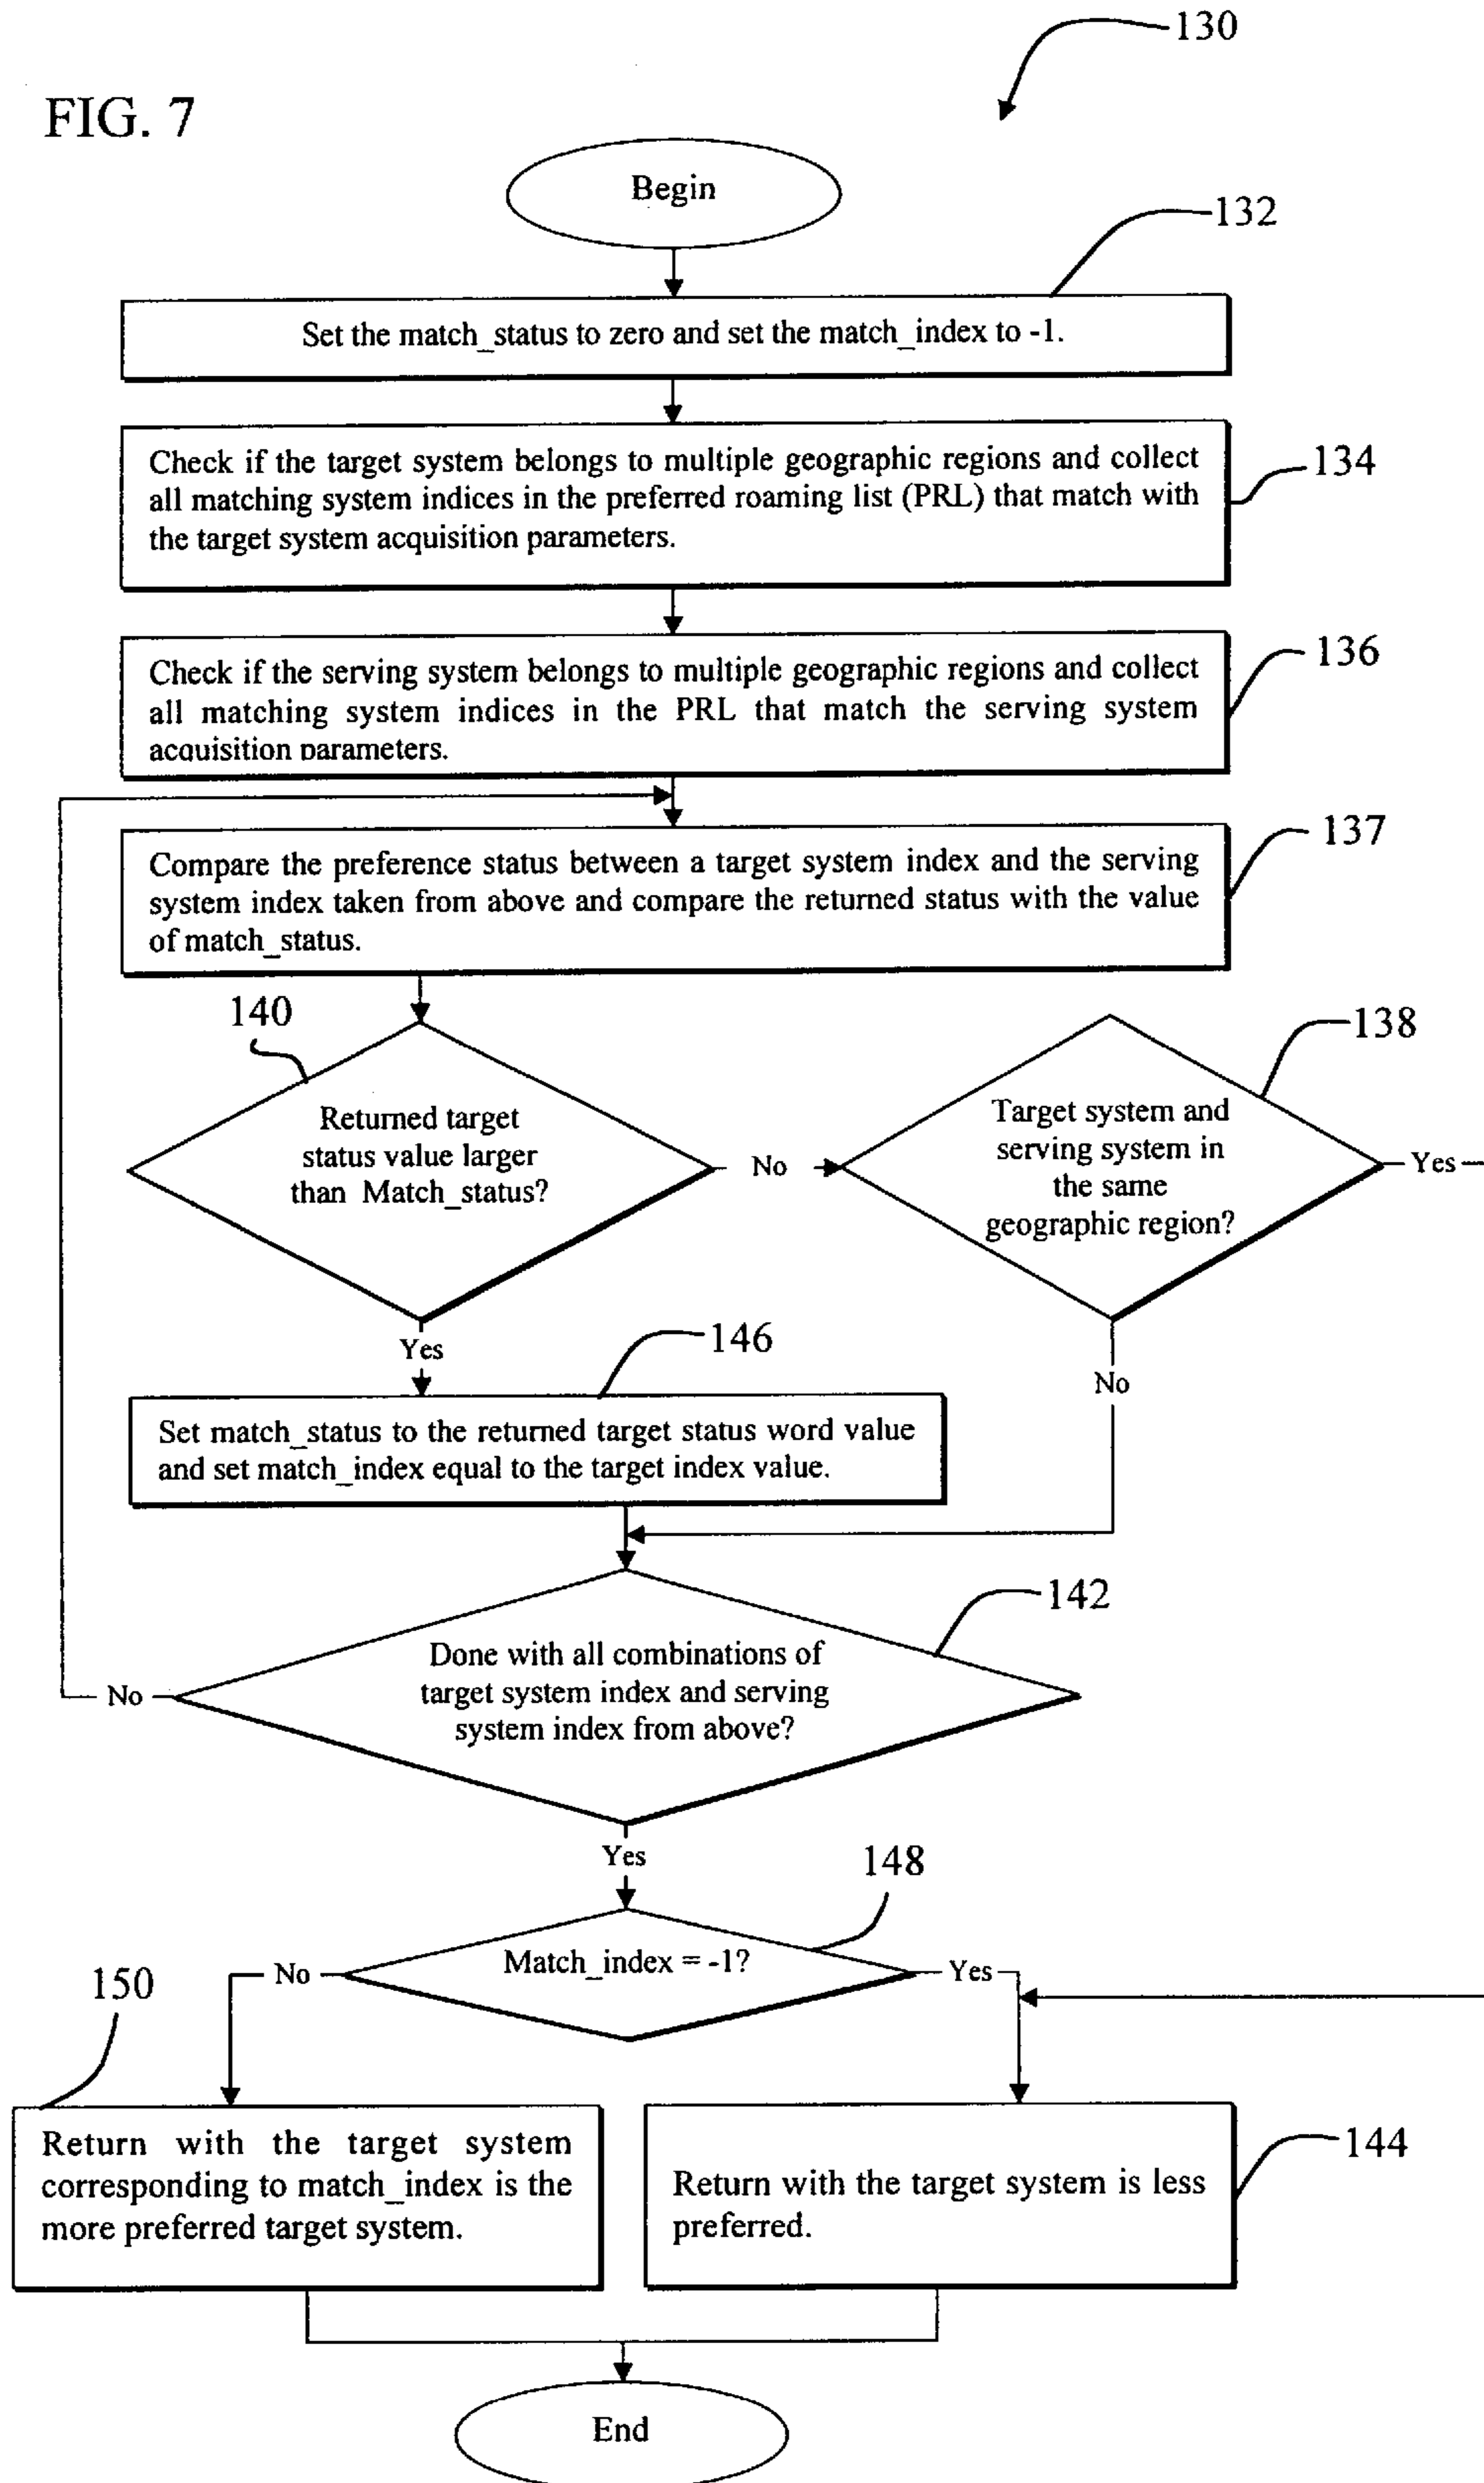 130
FIG. 7
Begin
132
Set the match_status to zero and set the match_index to -1.
Check if the target system belongs to multiple geographic regions and collect
all matching system indices in the preferred roaming list (PRL) that match with
the target system acquisition parameters.
134
Check if the serving system belongs to multiple geographic regions and collect
all matching system indices in the PRL that match the serving system
acquisition parameters.
136
Compare the preference status between a target system index and the serving
system index taken from above and compare the returned status with the value
of match_status.
137
140
Returned target
status value larger
than Match_status?
No
138
Target system and
serving system in
the same
geographic region?
Yes
Yes
No
146
Set match_status to the returned target status word value
and set match_index equal to the target index value.
142
Done with all combinations of
target system index and serving
system index from above?
No
Yes
148
Match_index = -1?
No
Yes
150
Return with the target system
corresponding to match_index is the
more preferred target system.
Return with the target system is less
preferred.
144
End